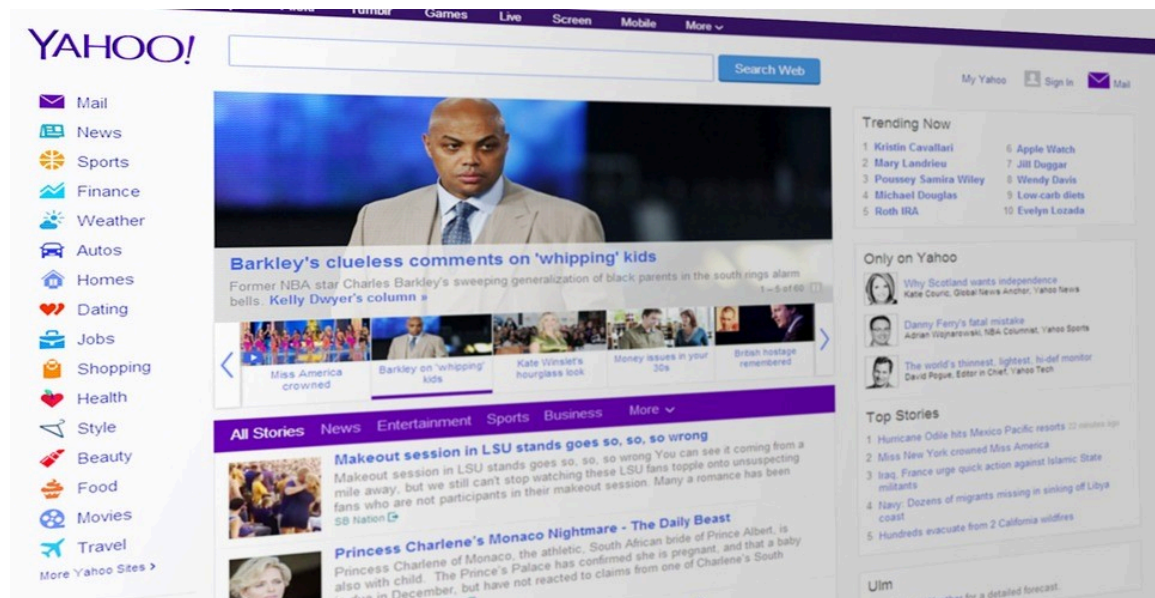 Tumblr Games Live Screen Mobile More
YAHOO!
Search Web
My Yahoo Sign In Mail
Mail
News
Sports
Finance
Weather
Autos
Homes
Dating
Jobs
Shopping
Health
Style
Beauty
Food
Movies
Travel
More Yahoo Sites >
Barkley's clueless comments on 'whipping' kids
Former NBA star Charles Barkley's sweeping generalization of black parents in the south rings alarm
bells. Kelly Dwyer's column »
1 – 5 of 60
Miss America
crowned
Barkley on 'whipping'
kids
Kate Winslet's
hourglass look
Money issues in your
30s
British hostage
remembered
All Stories News Entertainment Sports Business More
Makeout session in LSU stands goes so, so, so wrong
Makeout session in LSU stands goes so, so, so wrong You can see it coming from a
mile away, but we still can't stop watching these LSU fans topple onto unsuspecting
fans who are not participants in their makeout session. Many a romance has been
SB Nation
Princess Charlene's Monaco Nightmare - The Daily Beast
Princess Charlene of Monaco, the athletic, South African bride of Prince Albert, is
also with child. The Prince's Palace has confirmed she is pregnant, and that a baby
in December, but have not reacted to claims from one of Charlene's South
Trending Now
1 Kristin Cavallari
2 Mary Landrieu
3 Poussey Samira Wiley
4 Michael Douglas
5 Roth IRA
6 Apple Watch
7 Jill Duggar
8 Wendy Davis
9 Low-carb diets
10 Evelyn Lozada
Only on Yahoo
Why Scotland wants independence
Katie Couric, Global News Anchor, Yahoo News
Danny Ferry's fatal mistake
Adrian Wojnarowski, NBA Columnist, Yahoo Sports
The world's thinnest, lightest, hi-def monitor
David Pogue, Editor in Chief, Yahoo Tech
Top Stories
1 Hurricane Odile hits Mexico Pacific resorts 22 minutes ago
2 Miss New York crowned Miss America
3 Iraq, France urge quick action against Islamic State
militants
4 Navy: Dozens of migrants missing in sinking off Libya
coast
5 Hundreds evacuate from 2 California wildfires
Ulm
for a detailed forecast.